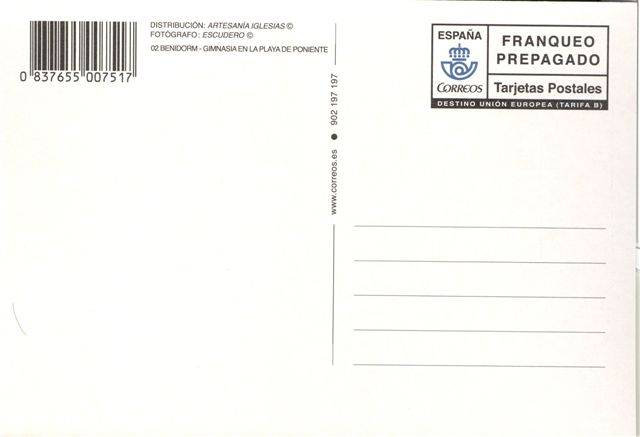 DISTRIBUCIÓN: ARTESANÍA IGLESIAS ©
FOTÓGRAFO : ESCUDERO ©
02 BENIDORM - GIMNASIA EN LA PLAYA DE PONIENTE
0 837655 007517
www.correos.es ● 902 197 197
ESPAÑA
CORREOS
FRANQUEO
PREPAGADO
Tarjetas Postales
DESTINO UNIÓN EUROPEA (TARIFA B)